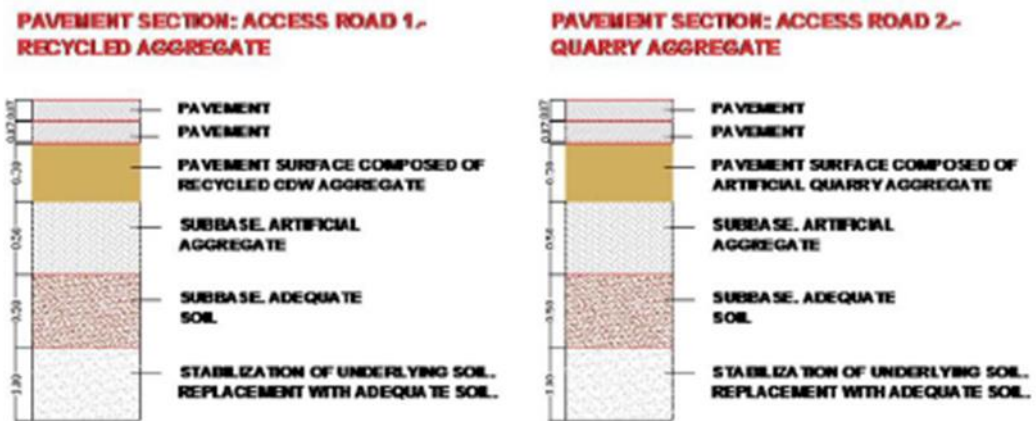 PAVEMENT SECTION: ACCESS ROAD 1.-
RECYCLED AGGREGATE
PAVEMENT
PAVEMENT
PAVEMENT SURFACE COMPOSED OF
RECYCLED CDW AGGREGATE
SUBBASE. ARTIFICIAL
AGGREGATE
SUBBASE. ADEQUATE
SOIL
STABILIZATION OF UNDERLYING SOIL.
REPLACEMENT WITH ADEQUATE SOIL.
PAVEMENT SECTION: ACCESS ROAD 2.-
QUARRY AGGREGATE
PAVEMENT
PAVEMENT
PAVEMENT SURFACE COMPOSED OF
ARTIFICIAL QUARRY AGGREGATE
SUBBASE. ARTIFICIAL
AGGREGATE
SUBBASE. ADEQUATE
SOIL
STABILIZATION OF UNDERLYING SOIL.
REPLACEMENT WITH ADEQUATE SOIL.